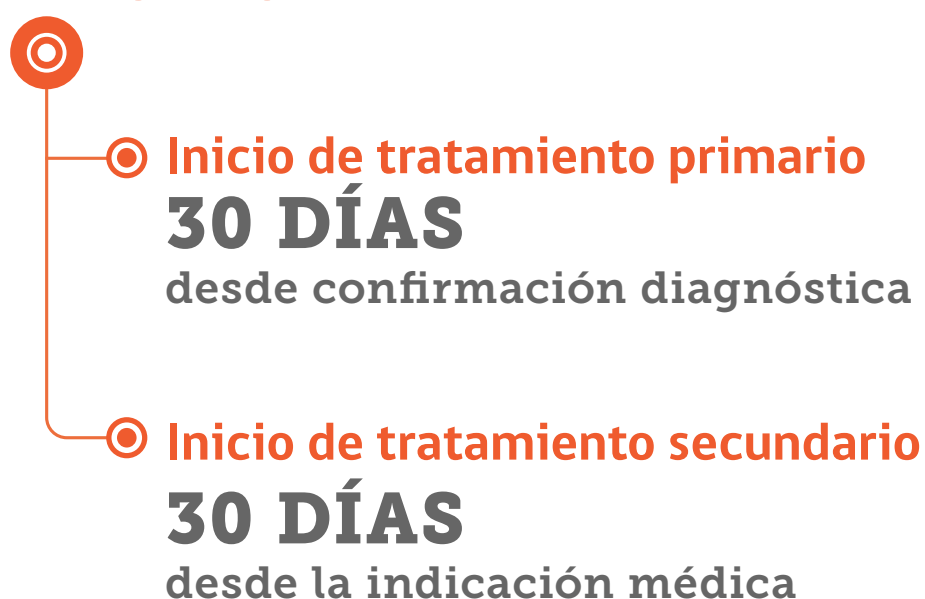 Inicio de tratamiento primario
30 DÍAS
desde confirmación diagnóstica
Inicio de tratamiento secundario
30 DÍAS
desde la indicación médica